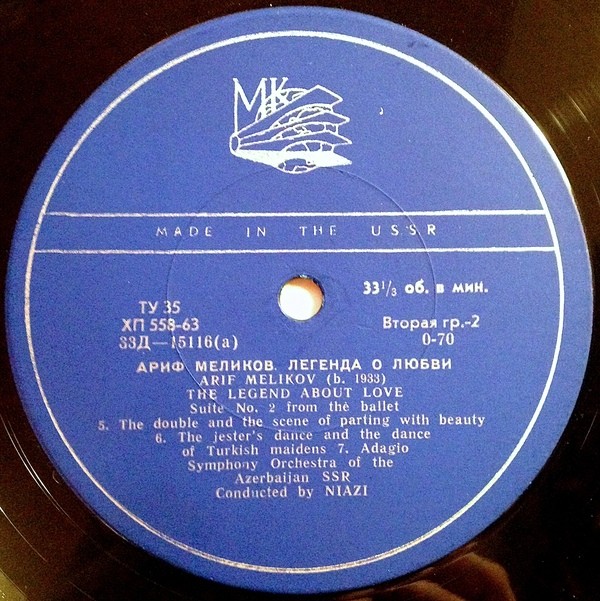 МК
MADE IN THE USSR
33 1/3 об. в мин.
ТУ 35
ХП 558-63
Вторая гр.-2
33Д—15116(a)
0-70
АРИФ МЕЛИКОВ. ЛЕГЕНДА О ЛЮБВИ
ARIF MELIKOV (b. 1933)
THE LEGEND ABOUT LOVE
Suite No. 2 from the ballet
5. The double and the scene of parting with beauty
6. The jester's dance and the dance
of Turkish maidens 7. Adagio
Symphony Orchestra of the
Azerbaijan SSR
Conducted by NIAZI